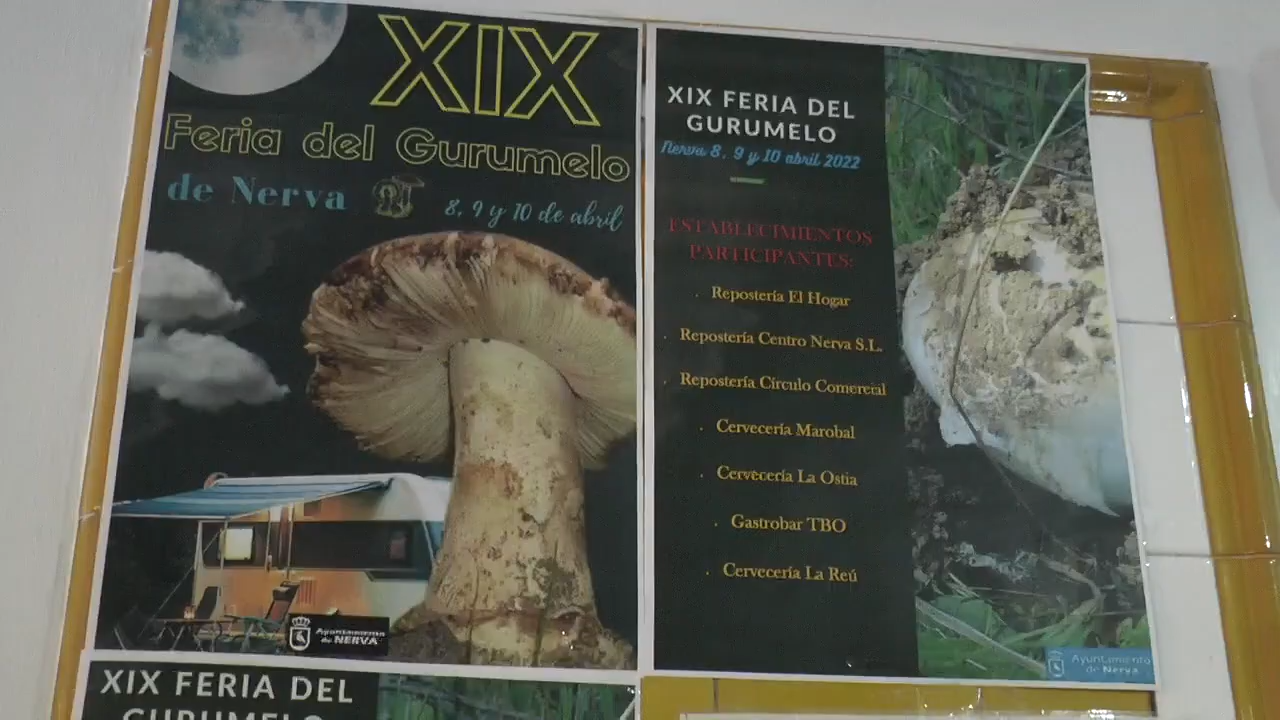 XIX
Feria del Gurumelo
de Nerva
8, 9 y 10 de abril
Ayuntamiento
de NERVA
XIX FERIA DEL
GURUMELO
Nerva 8, 9 y 10 abril 2022
ESTABLECIMIENTOS
PARTICIPANTES:
. Repostería El Hogar
. Repostería Centro Nerva S.L.
. Repostería Círculo Comercial
. Cervecería Marobal
. Cervecería La Ostia
. Gastrobar TBO
. Cervecería La Reú
Ayuntamiento
de Nerva
XIX FERIA DEL
GURUMELO